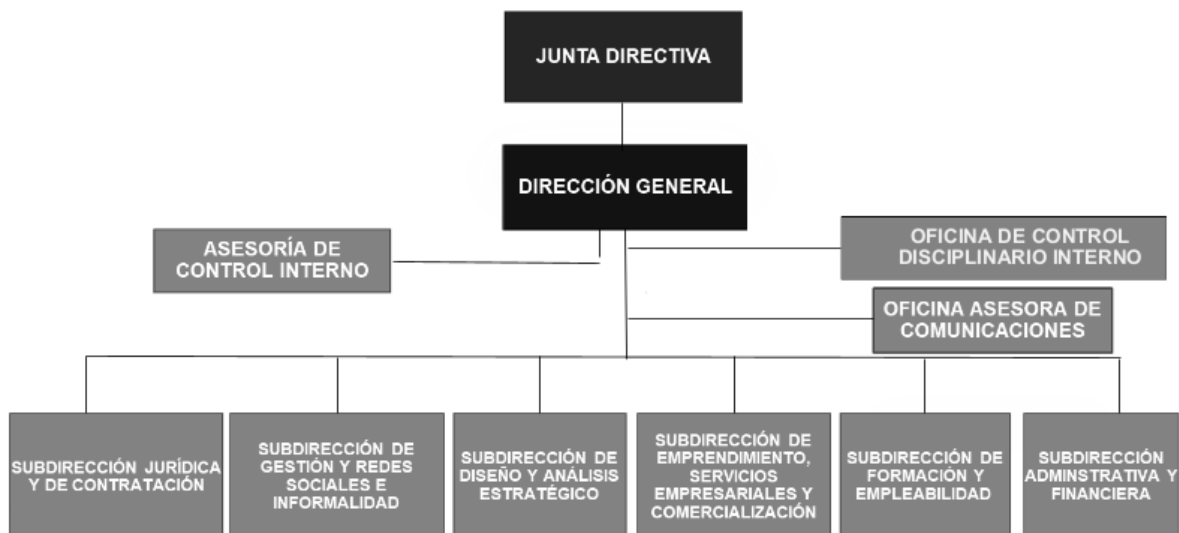 JUNTA DIRECTIVA
DIRECCIÓN GENERAL
ASESORÍA DE
CONTROL INTERNO
OFICINA DE CONTROL
DISCIPLINARIO INTERNO
OFICINA ASESORA DE
COMUNICACIONES
SUBDIRECCIÓN JURÍDICA
Y DE CONTRATACIÓN
SUBDIRECCIÓN DE
GESTIÓN Y REDES
SOCIALES E
INFORMALIDAD
SUBDIRECCIÓN DE
DISEÑO Y ANÁLISIS
ESTRATÉGICO
SUBDIRECCIÓN DE
EMPRENDIMIENTO,
SERVICIOS
EMPRESARIALES Y
COMERCIALIZACIÓN
SUBDIRECCIÓN DE
FORMACIÓN Y
EMPLEABILIDAD
SUBDIRECCIÓN
ADMINSTRATIVA Y
FINANCIERA